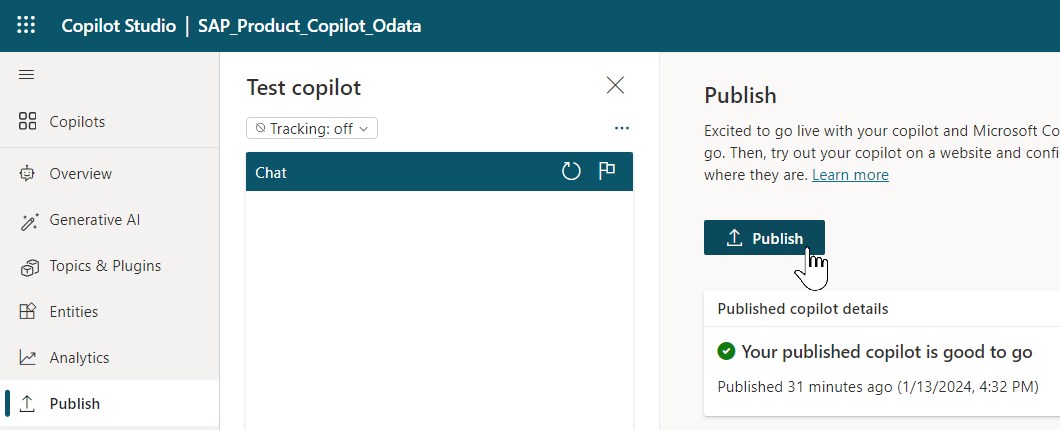 Copilot Studio | SAP_Product_Copilot_Odata
Copilots
Overview
Generative AI
Topics & Plugins
Entities
Analytics
Publish
Test copilot
Tracking: off
Chat
Publish
Excited to go live with your copilot and Microsoft Co
go. Then, try out your copilot on a website and confi
where they are. Learn more
Publish
Published copilot details
Your published copilot is good to go
Published 31 minutes ago (1/13/2024, 4:32 PM)